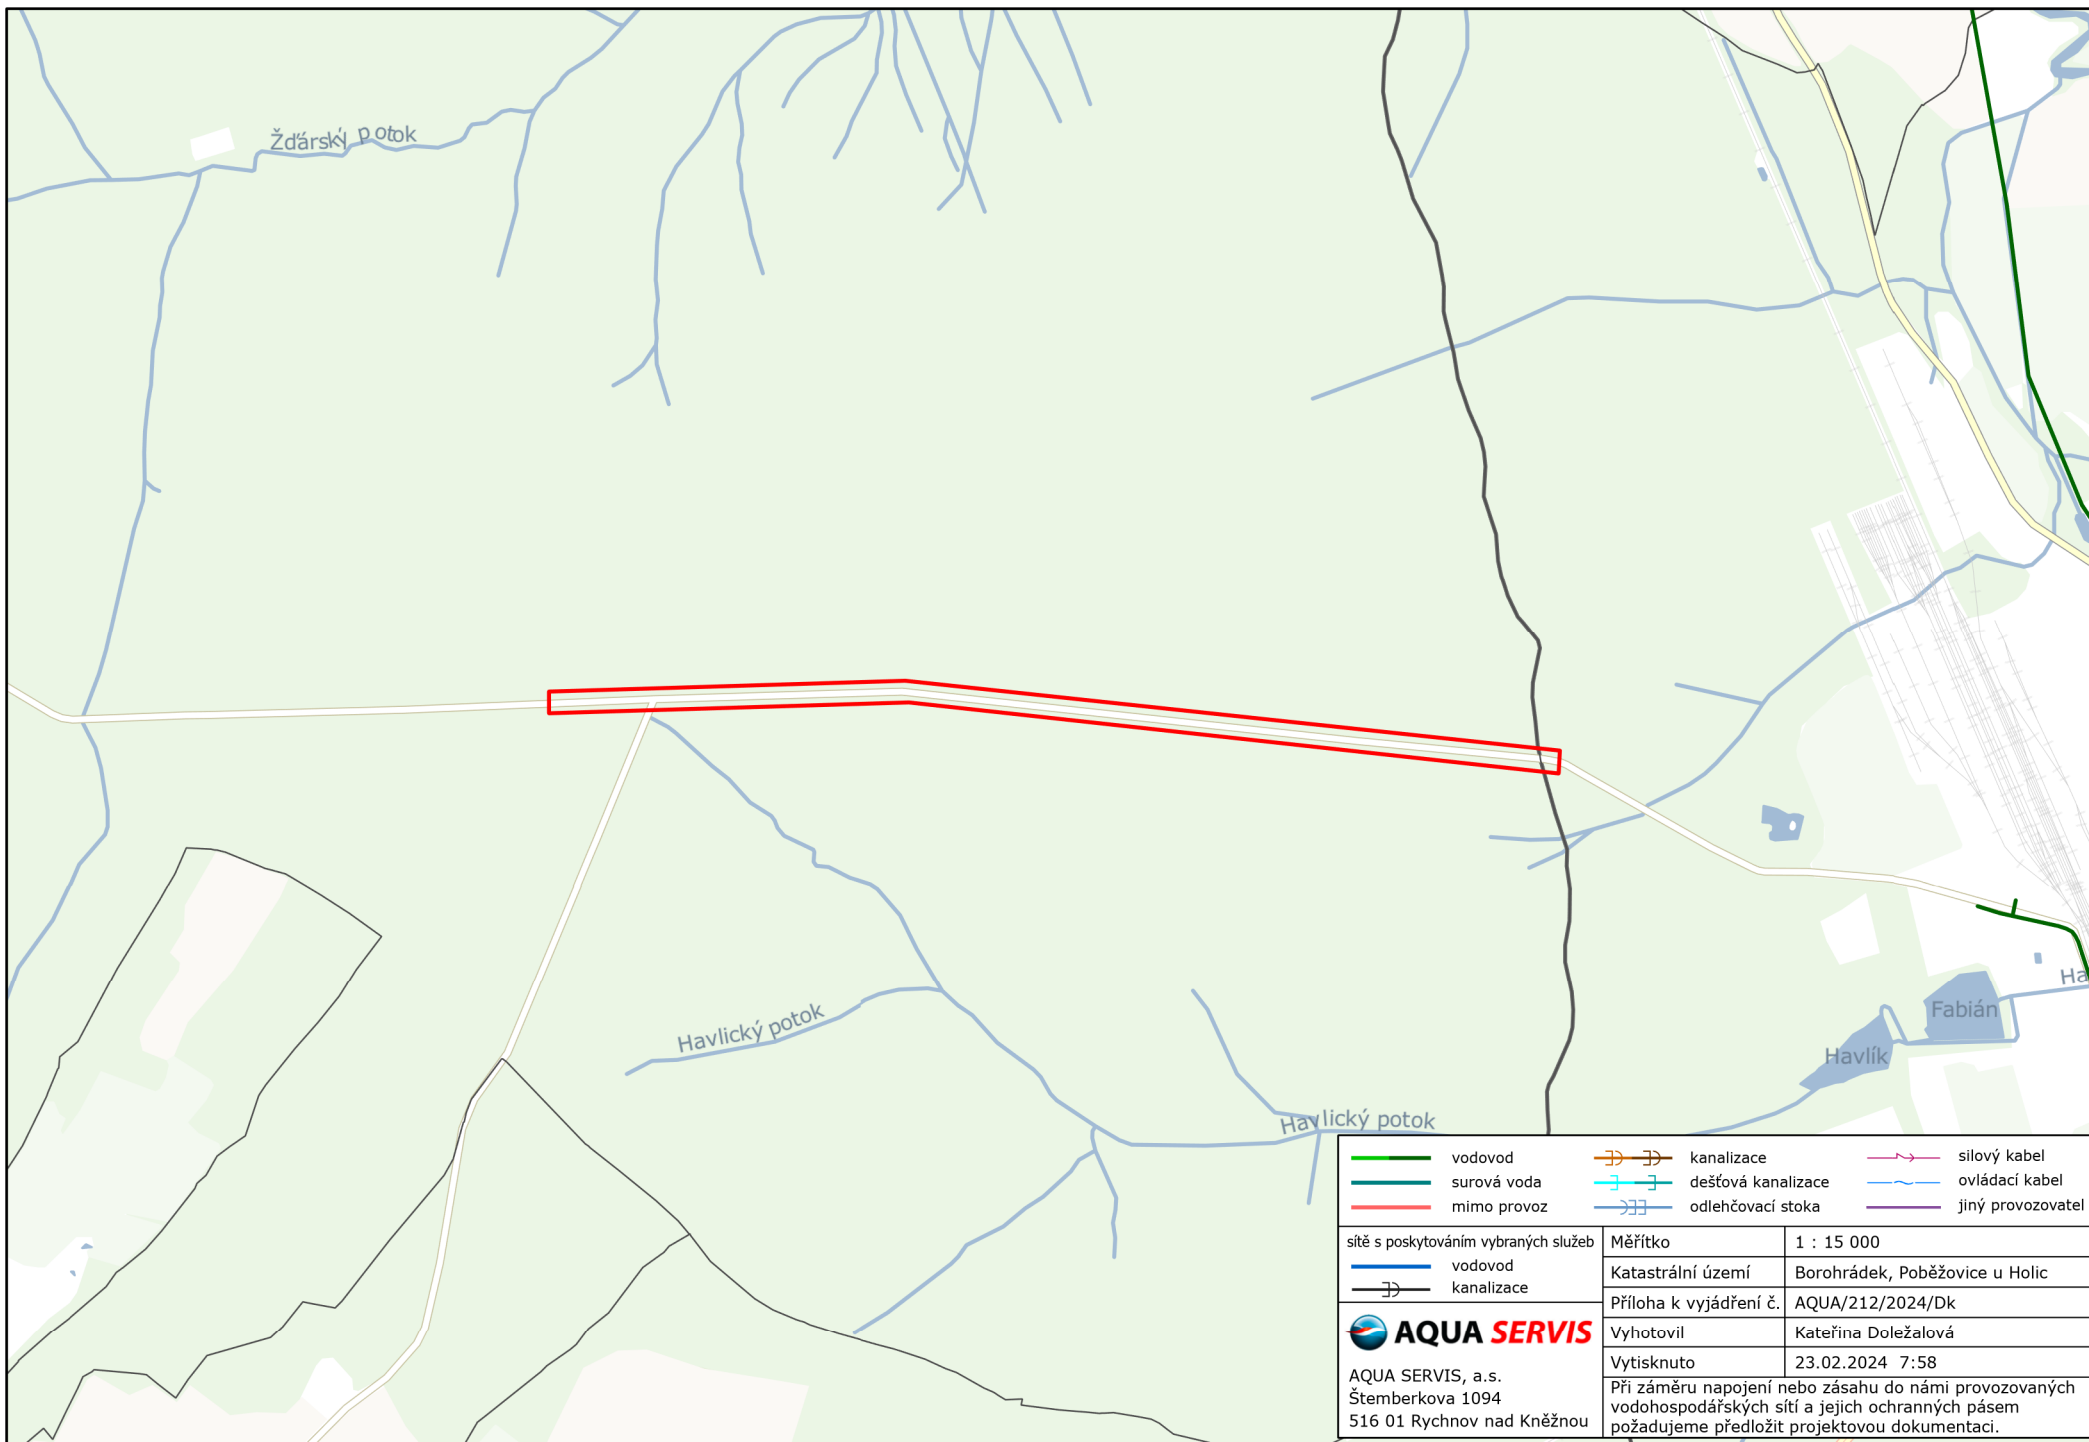 Žďárský potok
Havlický potok
Havlický potok
Fabián
Havlík
Ha
vodovod
surová voda
mimo provoz
kanalizace
dešťová kanalizace
odlehčovací stoka
silový kabel
ovládací kabel
jiný provozovatel
sítě s poskytováním vybraných služeb
vodovod
kanalizace
AQUA SERVIS
AQUA SERVIS, a.s.
Štemberkova 1094
516 01 Rychnov nad Kněžnou
Měřítko 1 : 15 000
Katastrální území Borohrádek, Poběžovice u Holic
Příloha k vyjádření č. AQUA/212/2024/Dk
Vyhotovil Kateřina Doležalová
Vytisknuto 23.02.2024 7:58
Při záměru napojení nebo zásahu do námi provozovaných
vodohospodářských sítí a jejich ochranných pásem
požadujeme předložit projektovou dokumentaci.